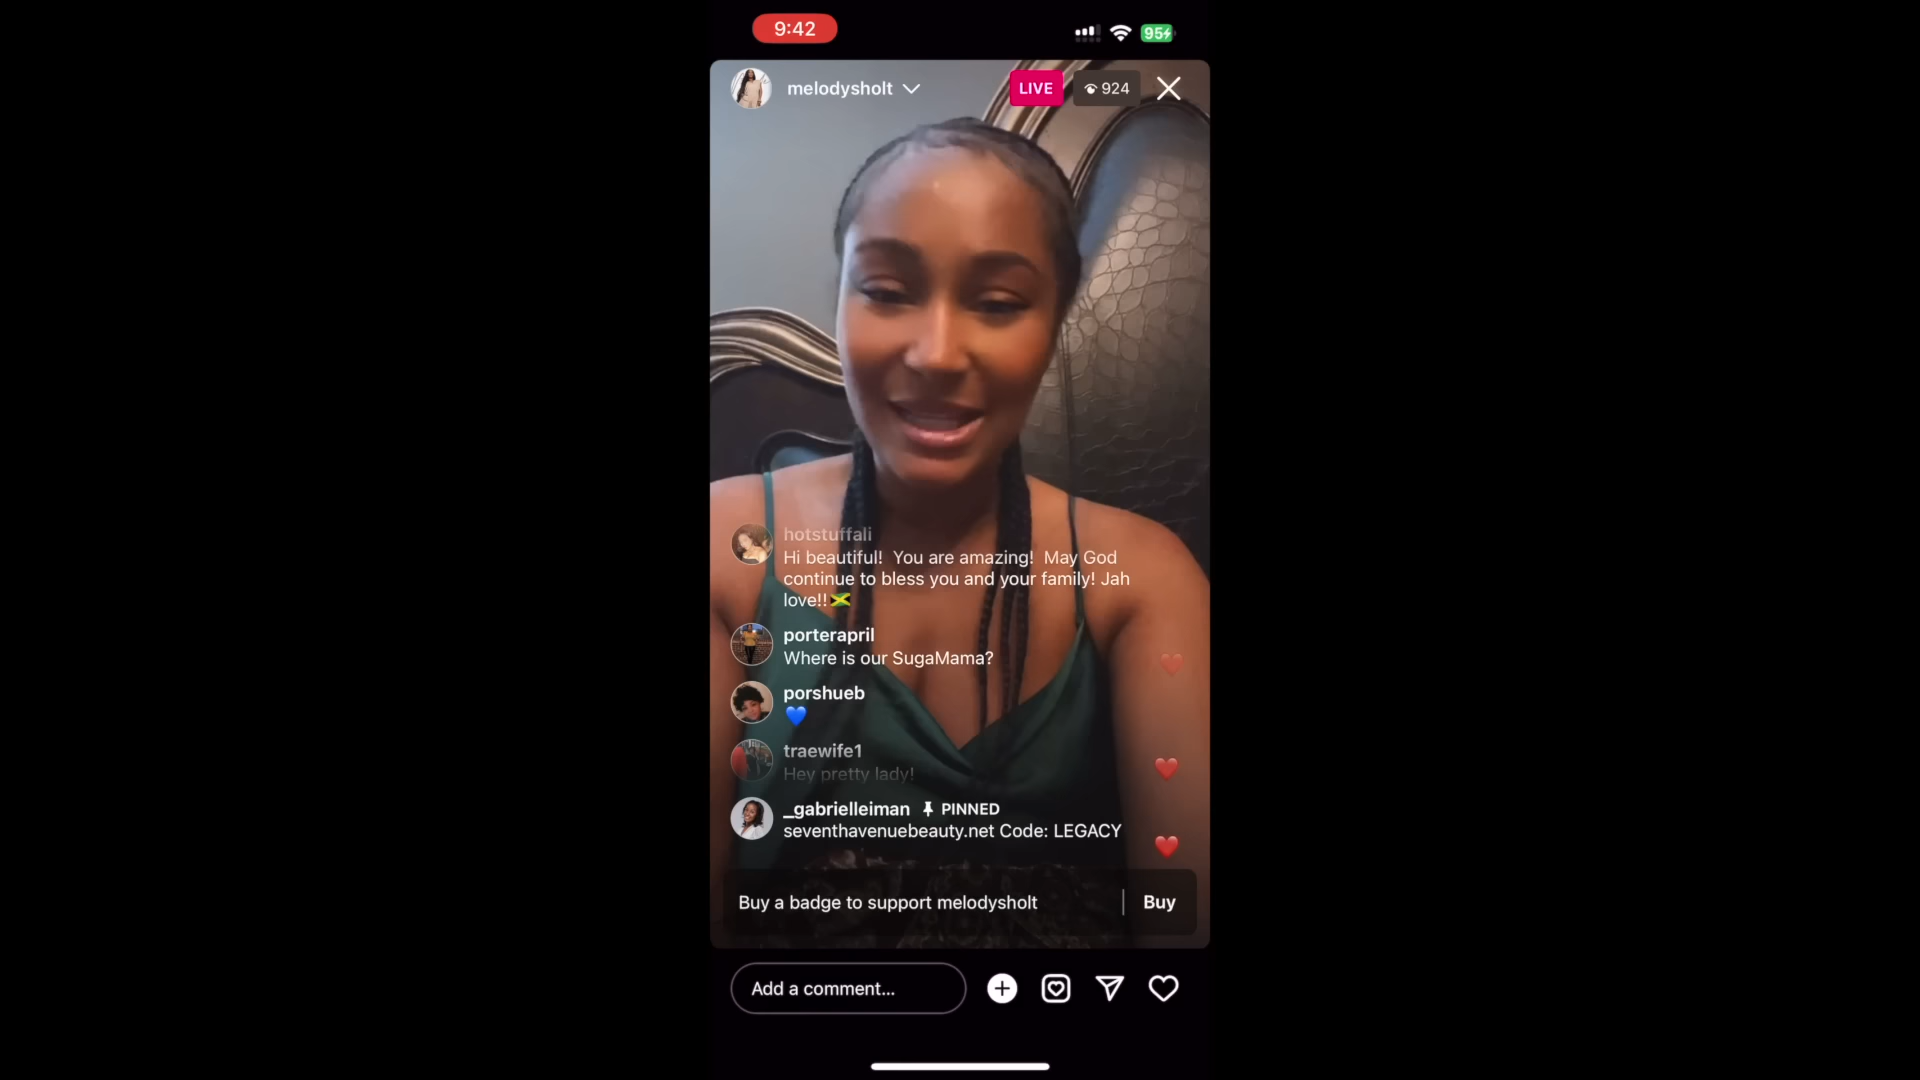 9:42
95
melodysholt
LIVE
924
hotstuffali
Hi beautiful!  You are amazing!  May God
continue to bless you and your family! Jah
love!!🇯🇲
porterapril
Where is our SugaMama?
porshueb
💙
traewife1
Hey pretty lady!
_gabrielleiman PINNED
seventhavenuebeauty.net Code: LEGACY
Buy a badge to support melodysholt | Buy
Add a comment...